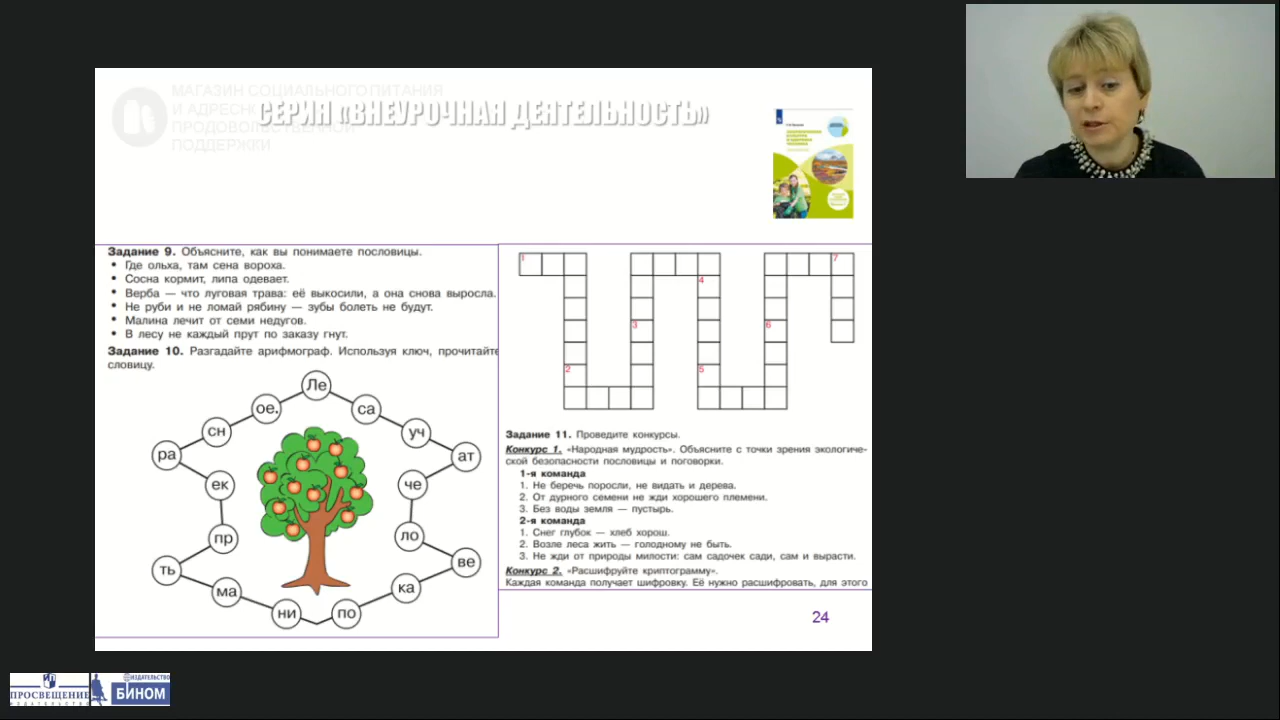 МАГАЗИН СОЦИАЛЬНОГО ПИТАНИЯ
И АДРЕСНО
ПРОДОВОЛЬСТВЕННОЙ
ПОДДЕРЖКИ
СЕРИЯ «ВНЕУРОЧНАЯ ДЕЯТЕЛЬНОСТЬ»
Задание 9. Объясните, как вы понимаете пословицы.
• Где ольха, там сена вороха.
• Сосна кормит, липа одевает.
• Верба — что луговая трава: её выкосили, а она снова выросла.
• Не руби и не ломай рябину — зубы болеть не будут.
• Малина лечит от семи недугов.
• В лесу не каждый прут по заказу гнут.
Задание 10. Разгадайте арифмограф. Используя ключ, прочитайте
словицу.
Ле
са
уч
ат
че
ло
ве
ка
по
ни
ма
ть
пр
ек
ра
сн
ое.
1
2
3
4
5
6
7
Задание 11. Проведите конкурсы.
Конкурс 1. «Народная мудрость». Объясните с точки зрения экологиче-
ской безопасности пословицы и поговорки.
1-я команда
1. Не беречь поросли, не видать и дерева.
2. От дурного семени не жди хорошего племени.
3. Без воды земля — пустырь.
2-я команда
1. Снег глубок — хлеб хорош.
2. Возле леса жить — голодному не быть.
3. Не жди от природы милости: сам садочек сади, сам и вырасти.
Конкурс 2. «Расшифруйте криптограмму».
Каждая команда получает шифровку. Её нужно расшифровать, для этого
24
ПРОСВЕЩЕНИЕ
ИЗДАТЕЛЬСТВО
ИЗДАТЕЛЬСТВО
БИНОМ